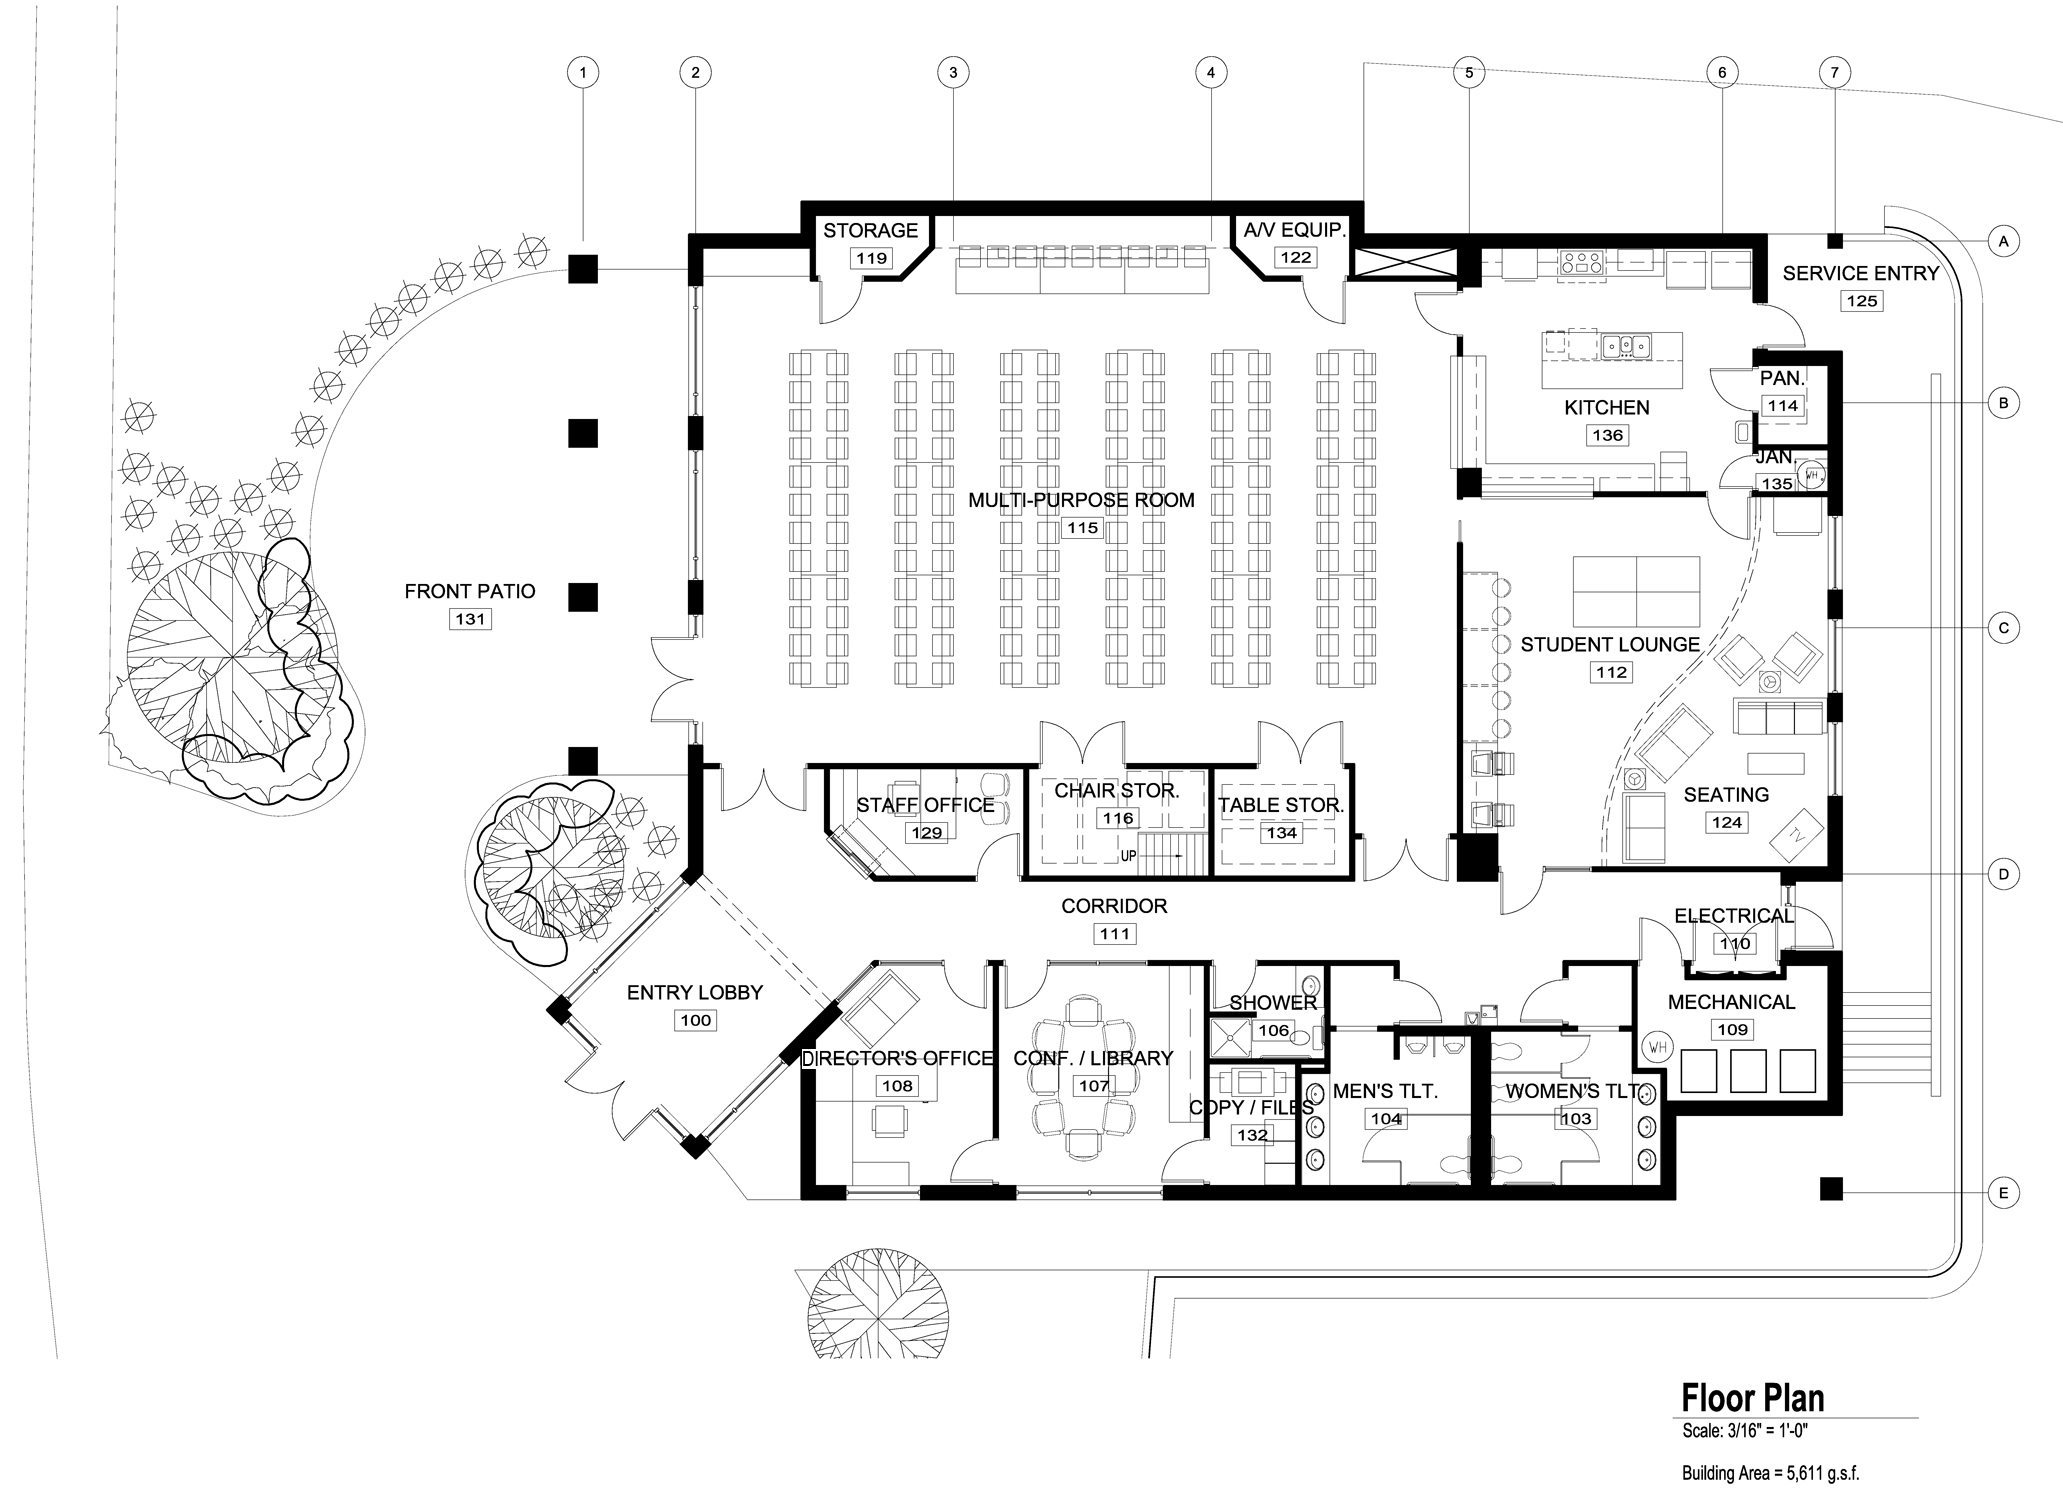 1 2 3 4 5 6 7
A
B
C
D
E
STORAGE
119
A/V EQUIP.
122
SERVICE ENTRY
125
PAN.
114
KITCHEN
136
JAN.
135
WH
MULTI-PURPOSE ROOM
115
FRONT PATIO
131
STUDENT LOUNGE
112
SEATING
124
TV
STAFF OFFICE
129
CHAIR STOR.
116
UP
TABLE STOR.
134
CORRIDOR
111
ELECTRICAL
110
ENTRY LOBBY
100
SHOWER
106
MECHANICAL
109
WH
DIRECTOR'S OFFICE
108
CONF. / LIBRARY
107
COPY / FILES
132
MEN'S TLT.
104
WOMEN'S TLT.
103
Floor Plan
Scale: 3/16" = 1'-0"
Building Area = 5,611 g.s.f.